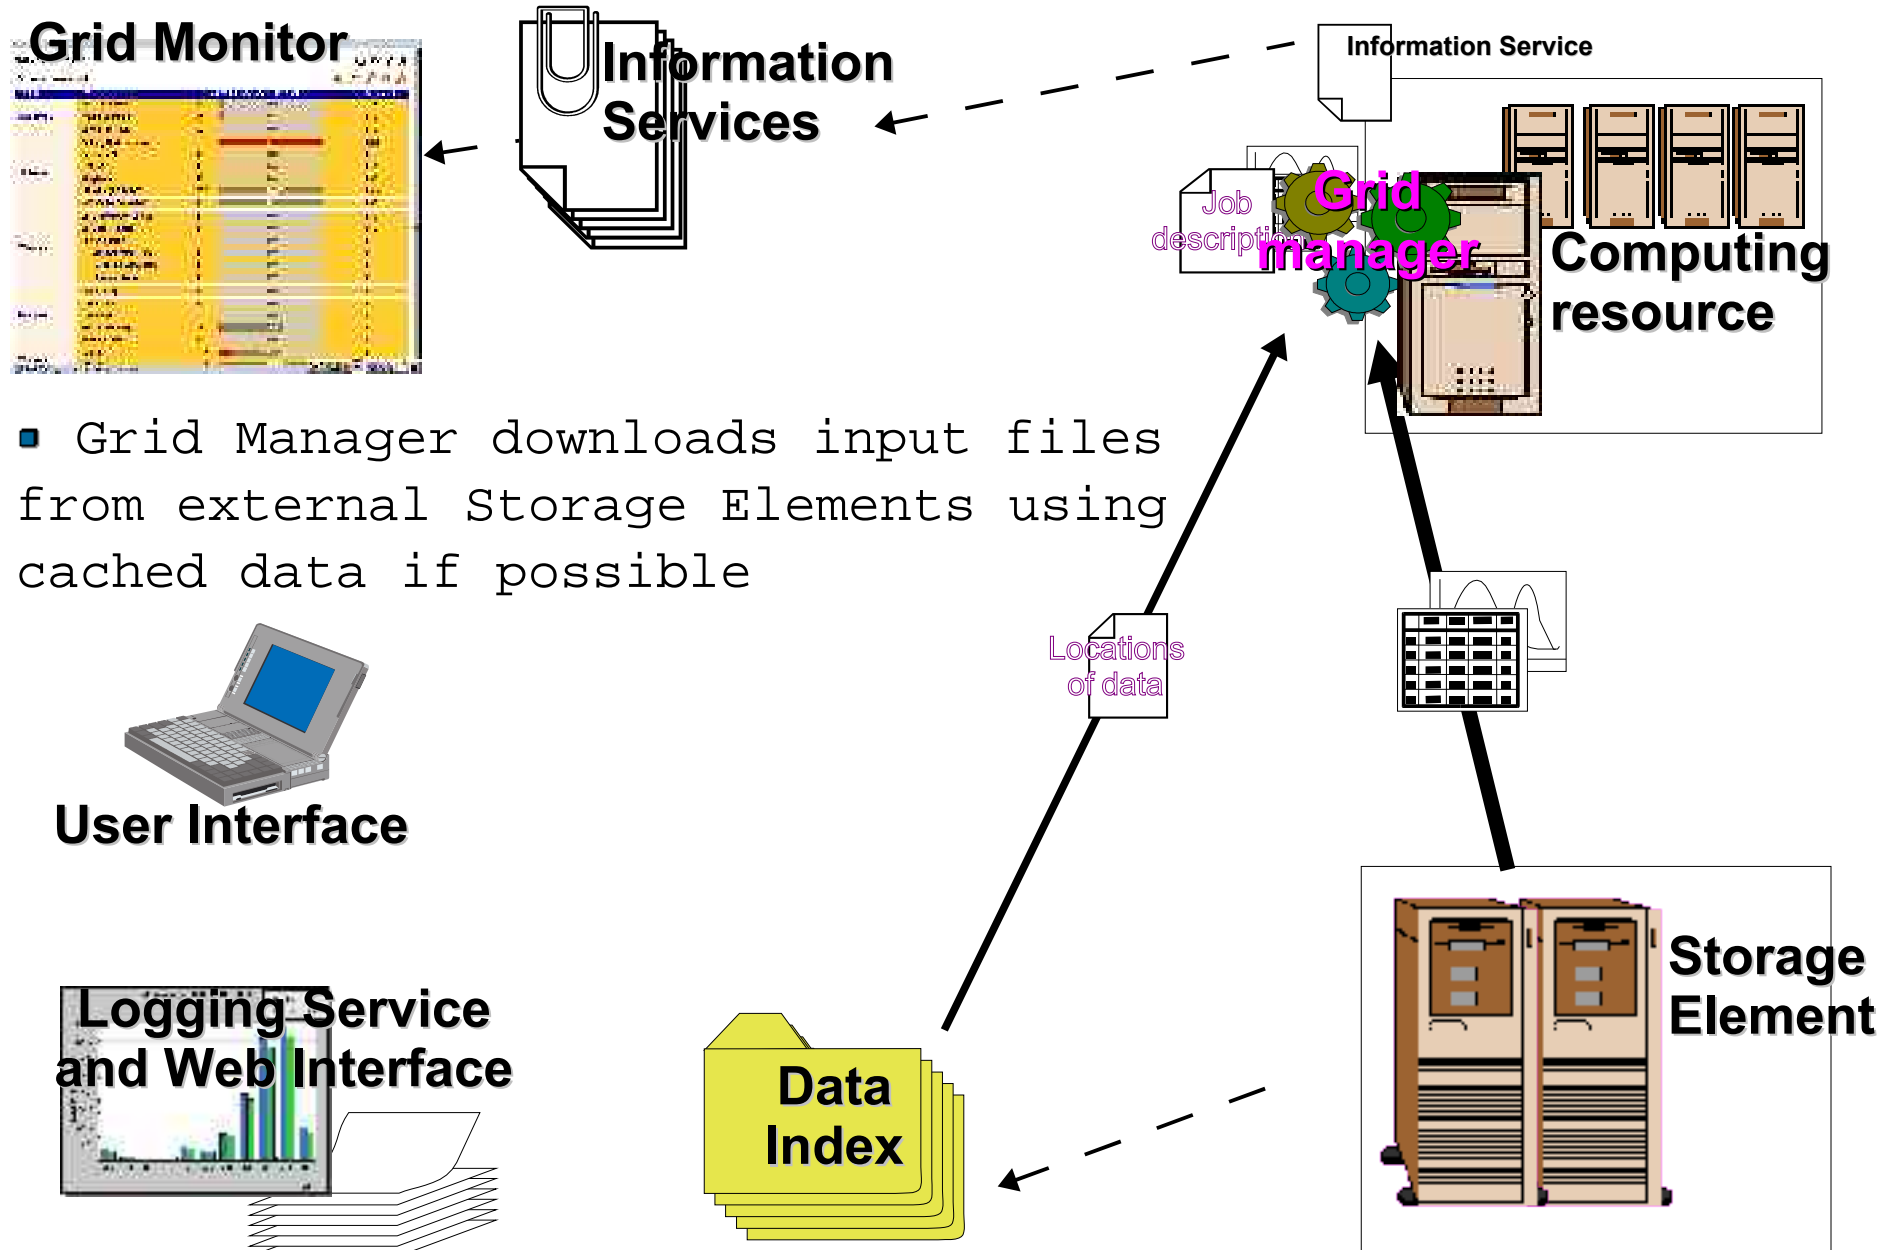 Grid Monitor
Information
Services
Information Service
Job
description
Grid
manager
Computing
resource
▪ Grid Manager downloads input files
from external Storage Elements using
cached data if possible
Locations
of data
User Interface
Storage
Element
Logging Service
and Web Interface
Data
Index